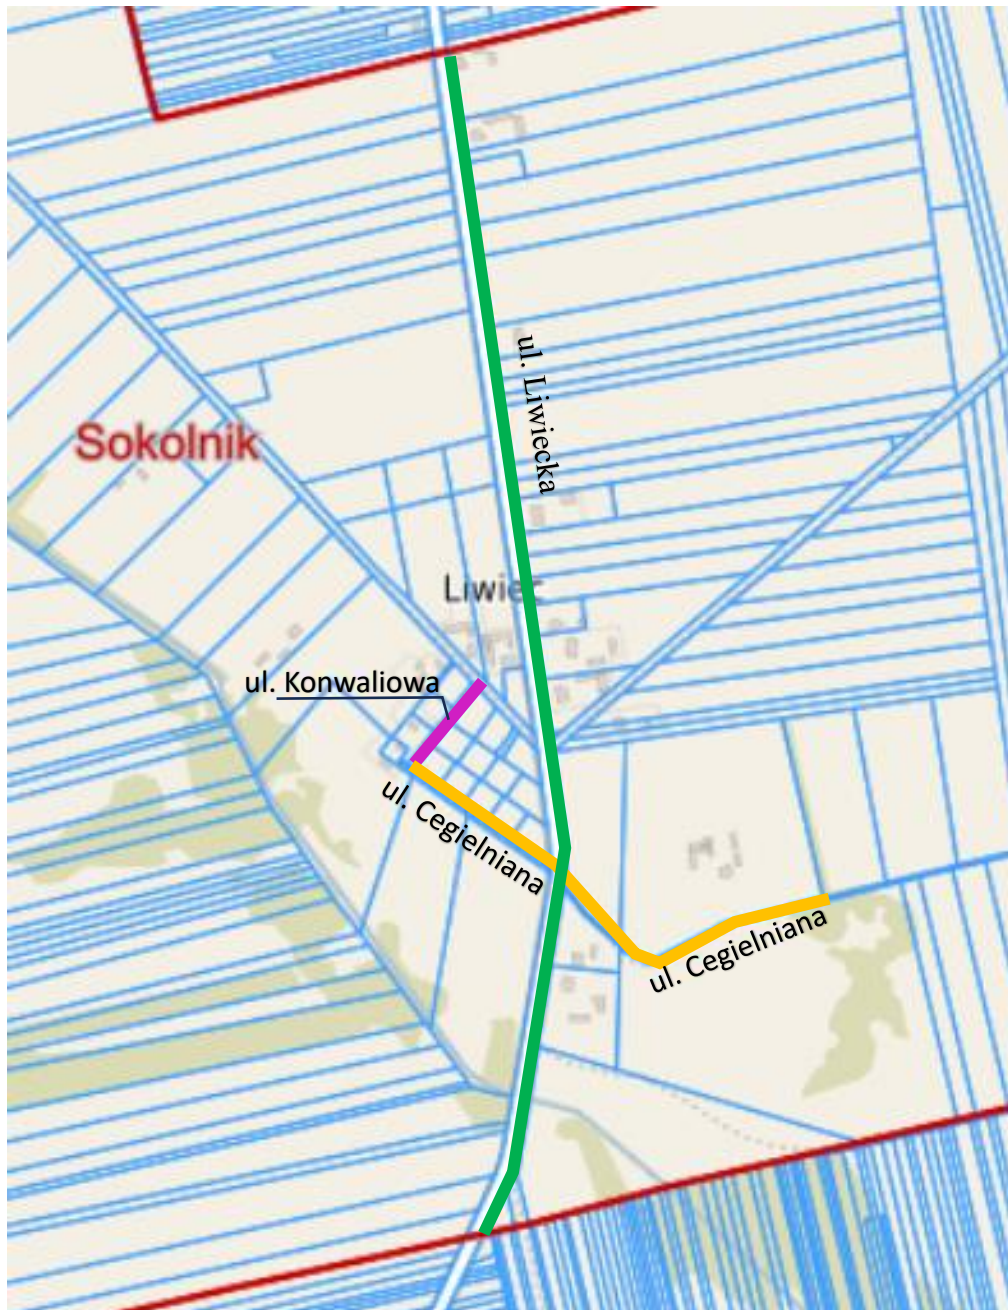 ul. Liwiecka
Sokolnik
Liwiec
ul. Konwaliowa
ul. Cegielniana
ul. Cegielniana